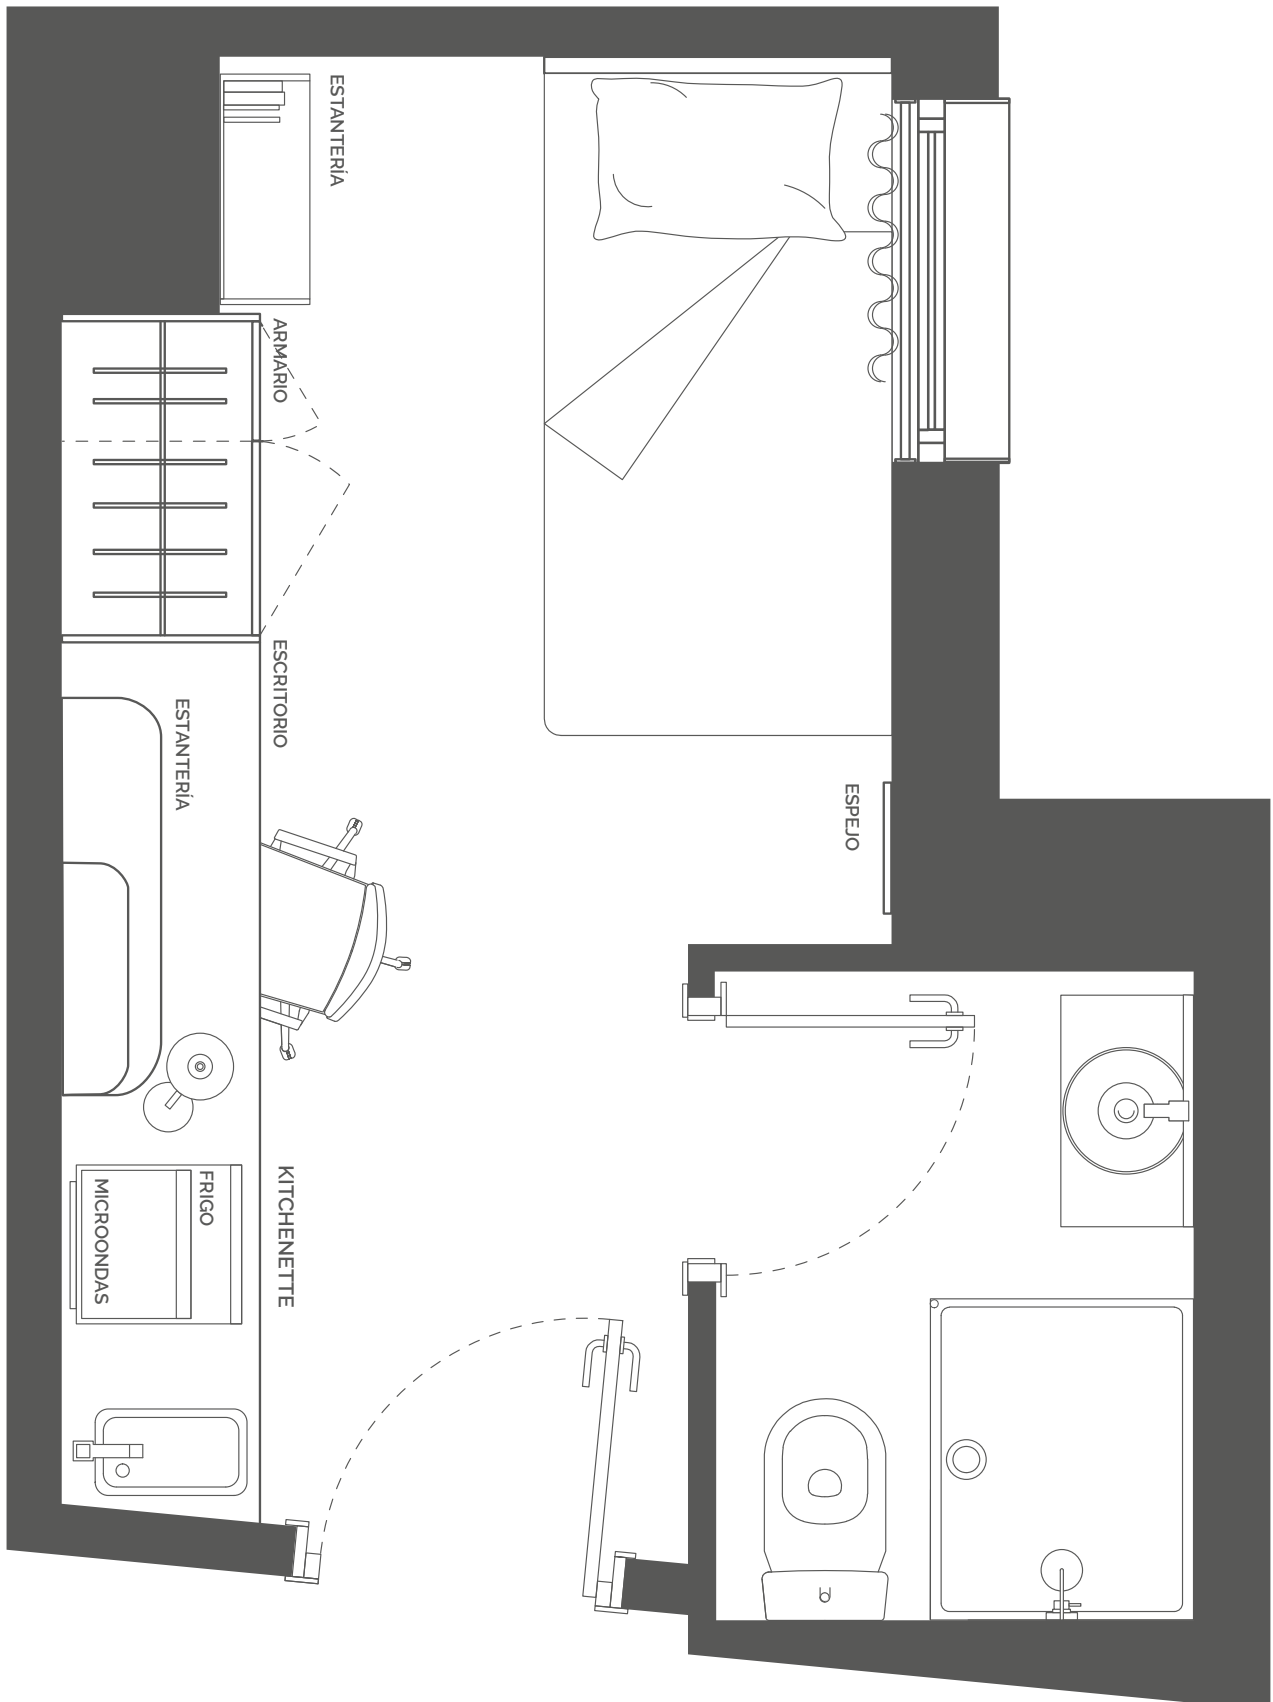 ESTANTERÍA
ARMARIO
ESCRITORIO
ESTANTERÍA
ESPEJO
KITCHENETTE
FRIGO
MICROONDAS